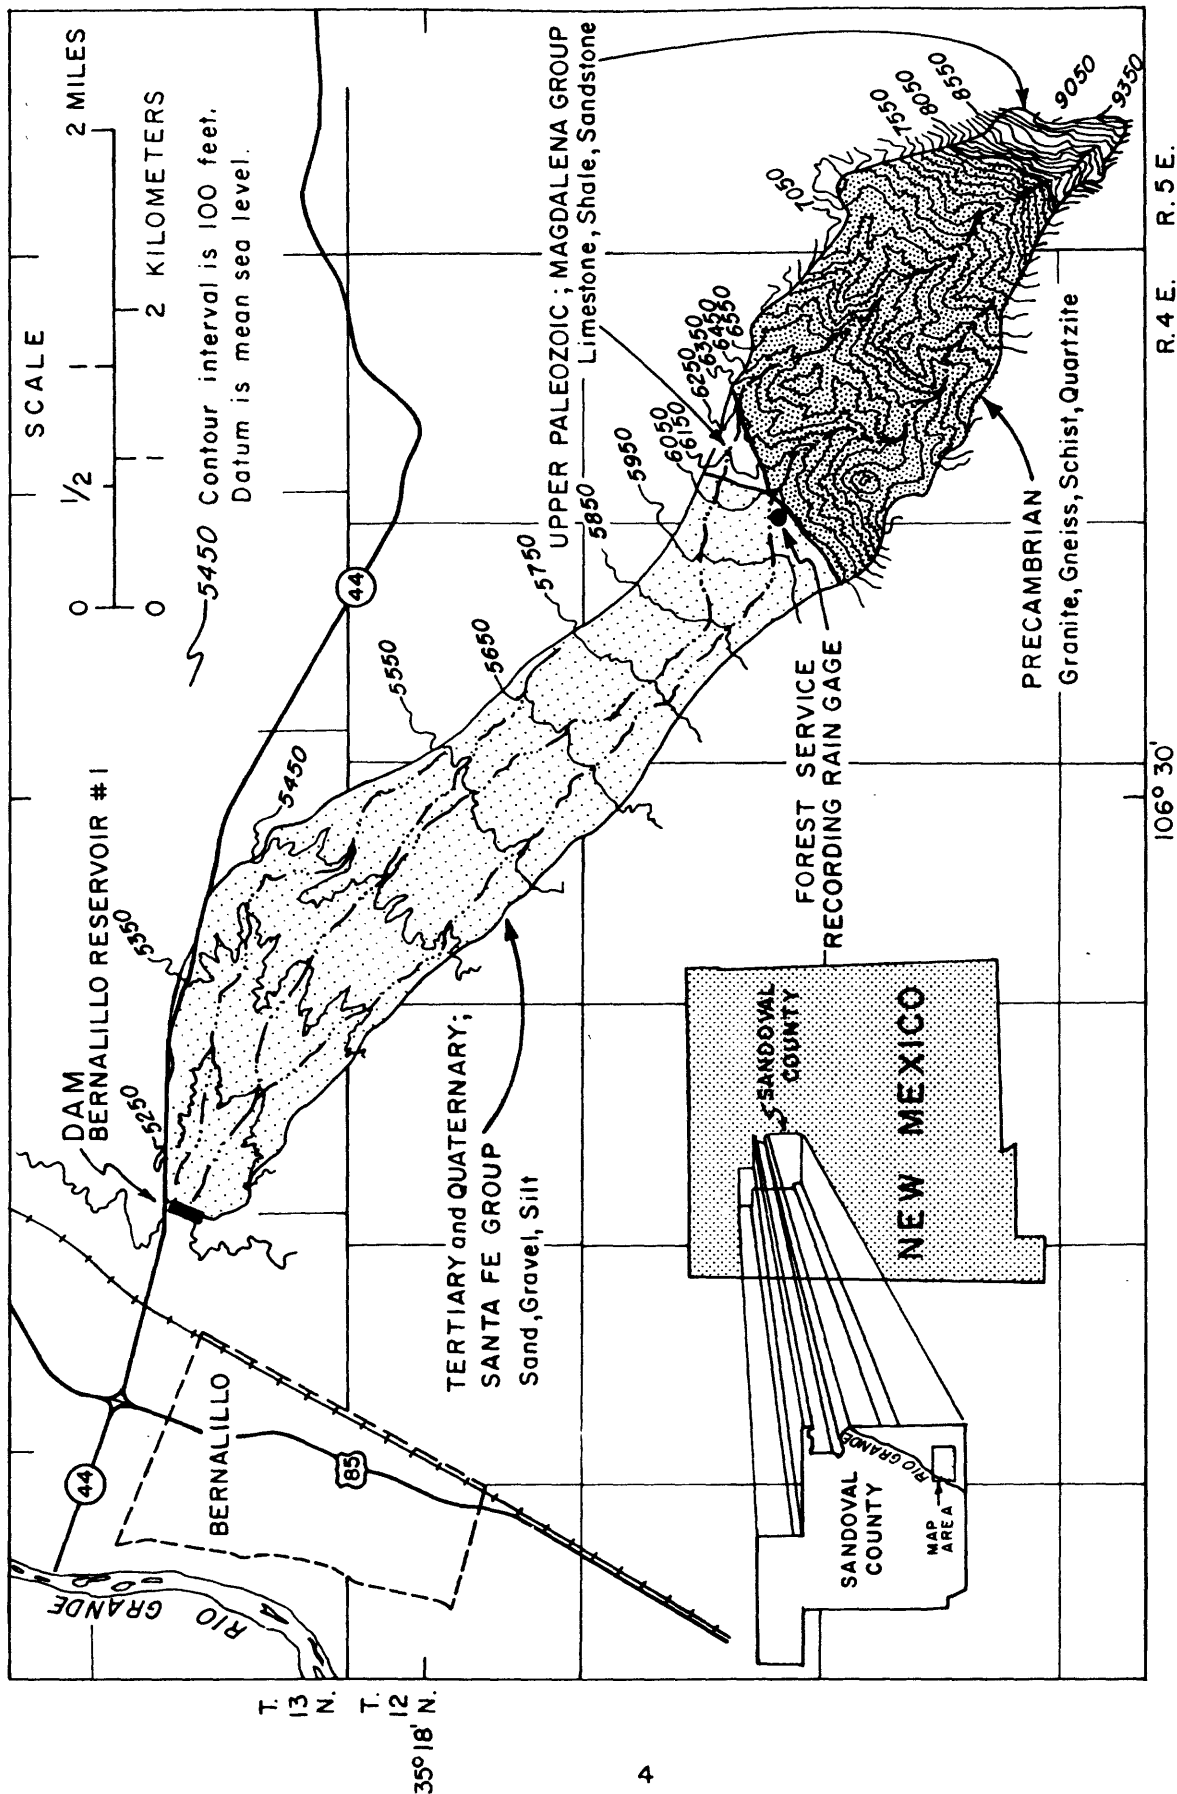 SCALE
0 1/2 1 2 MILES
0 1 2 2 KILOMETERS
5450 Contour interval is 100 feet.
Datum is mean sea level.
44
DAM
BERNALILLO RESERVOIR #1
5250
5350
5450
5550
5650
5750
5850
5950
6050
6150
6250
6350
6450
6550
7050
7550
8050
8550
9050
9350
UPPER PALEOZOIC; MAGDALENA GROUP
Limestone, Shale, Sandstone
44
BERNALILLO
85
RIO
GRANDE
TERTIARY and QUATERNARY;
SANTA FE GROUP
Sand, Gravel, Silt
FOREST SERVICE
RECORDING RAIN GAGE
PRECAMBRIAN
Granite, Gneiss, Schist, Quartzite
SANDOVAL
COUNTY
NEW MEXICO
SANDOVAL
COUNTY
RIO GRANDE
MAP
AREA
T.
13
N.
T.
12
N.
35°18'
106° 30'
R. 4 E.
R. 5 E.
4